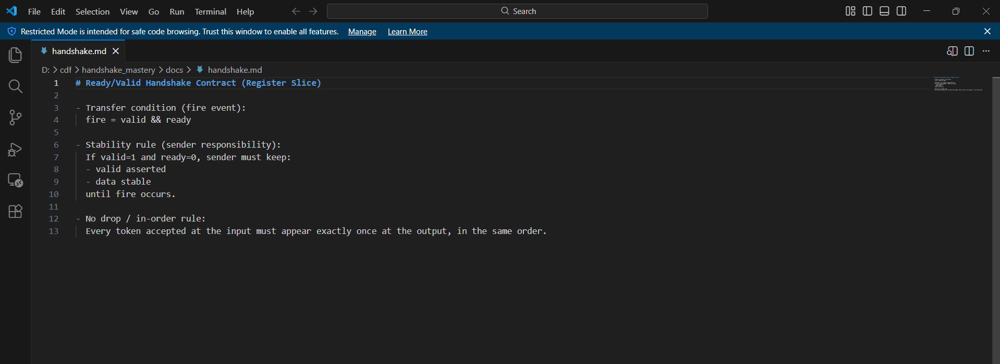 File Edit Selection View Go Run Terminal Help Search
Restricted Mode is intended for safe code browsing. Trust this window to enable all features. Manage Learn More
handshake.md
D: > cdf > handshake_mastery > docs > handshake.md
1 # Ready/Valid Handshake Contract (Register Slice)
2
3 - Transfer condition (fire event):
4 fire = valid && ready
5
6 - Stability rule (sender responsibility):
7 If valid=1 and ready=0, sender must keep:
8 - valid asserted
9 - data stable
10 until fire occurs.
11
12 - No drop / in-order rule:
13 Every token accepted at the input must appear exactly once at the output, in the same order.